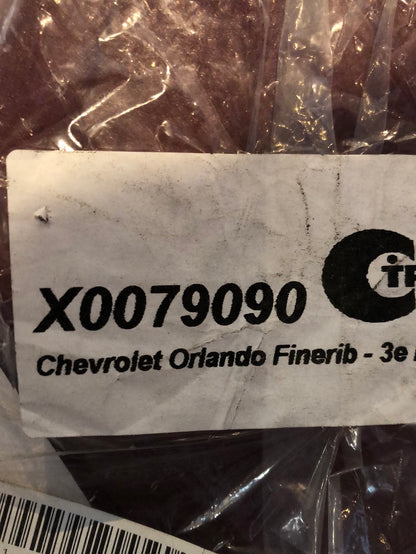 X0079090
Chevrolet Orlando Finerib - 3e